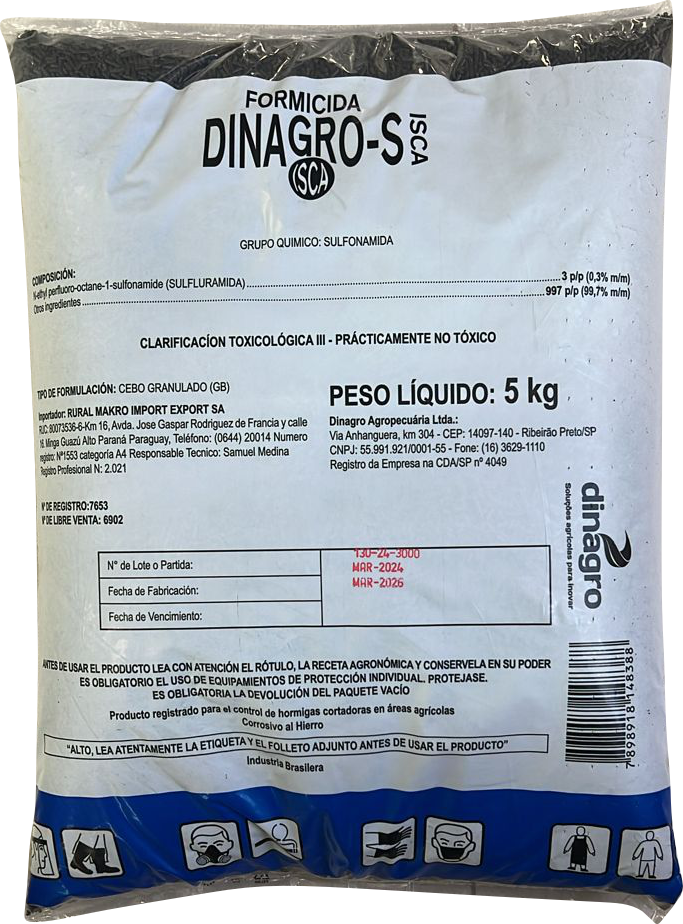 FORMICIDA
DINAGRO-S
ISCA
ISCA
GRUPO QUIMICO: SULFONAMIDA
COMPOSICIÓN:
N-ethyl perfluoro-octane-1-sulfonamide (SULFLURAMIDA)........3 p/p (0,3% m/m)
Otros ingredientes........997 p/p (99,7% m/m)
CLARIFICACÍON TOXICOLÓGICA III - PRÁCTICAMENTE NO TÓXICO
TIPO DE FORMULACIÓN: CEBO GRANULADO (GB)
Importador: RURAL MAKRO IMPORT EXPORT SA
RUC: 80073536-6-Km 16, Avda. Jose Gaspar Rodriguez de Francia y calle
16. Minga Guazú Alto Paraná Paraguay, Teléfono: (0644) 20014 Numero
registro: Nº1553 categoría A4 Responsable Tecnico: Samuel Medina
Registro Profesional N: 2.021
PESO LÍQUIDO: 5 kg
Dinagro Agropecuária Ltda.:
Via Anhanguera, km 304 - CEP: 14097-140 - Ribeirão Preto/SP
CNPJ: 55.991.921/0001-55 - Fone: (16) 3629-1110
Registro da Empresa na CDA/SP nº 4049
Nº DE REGISTRO:7653
Nº DE LIBRE VENTA: 6902
dinagro
Soluções agrícolas para inovar
N° de Lote o Partida:
130-24-3000
Fecha de Fabricación:
MAR-2024
Fecha de Vencimiento:
MAR-2026
7898918148388
ANTES DE USAR EL PRODUCTO LEA CON ATENCIÓN EL RÓTULO, LA RECETA AGRONÓMICA Y CONSERVELA EN SU PODER
ES OBLIGATORIO EL USO DE EQUIPAMIENTOS DE PROTECCIÓN INDIVIDUAL. PROTEJASE.
ES OBLIGATORIA LA DEVOLUCIÓN DEL PAQUETE VACÍO
Producto registrado para el control de hormigas cortadoras en áreas agrícolas
Corrosivo al Hierro
"ALTO, LEA ATENTAMENTE LA ETIQUETA Y EL FOLLETO ADJUNTO ANTES DE USAR EL PRODUCTO"
Industria Brasilera